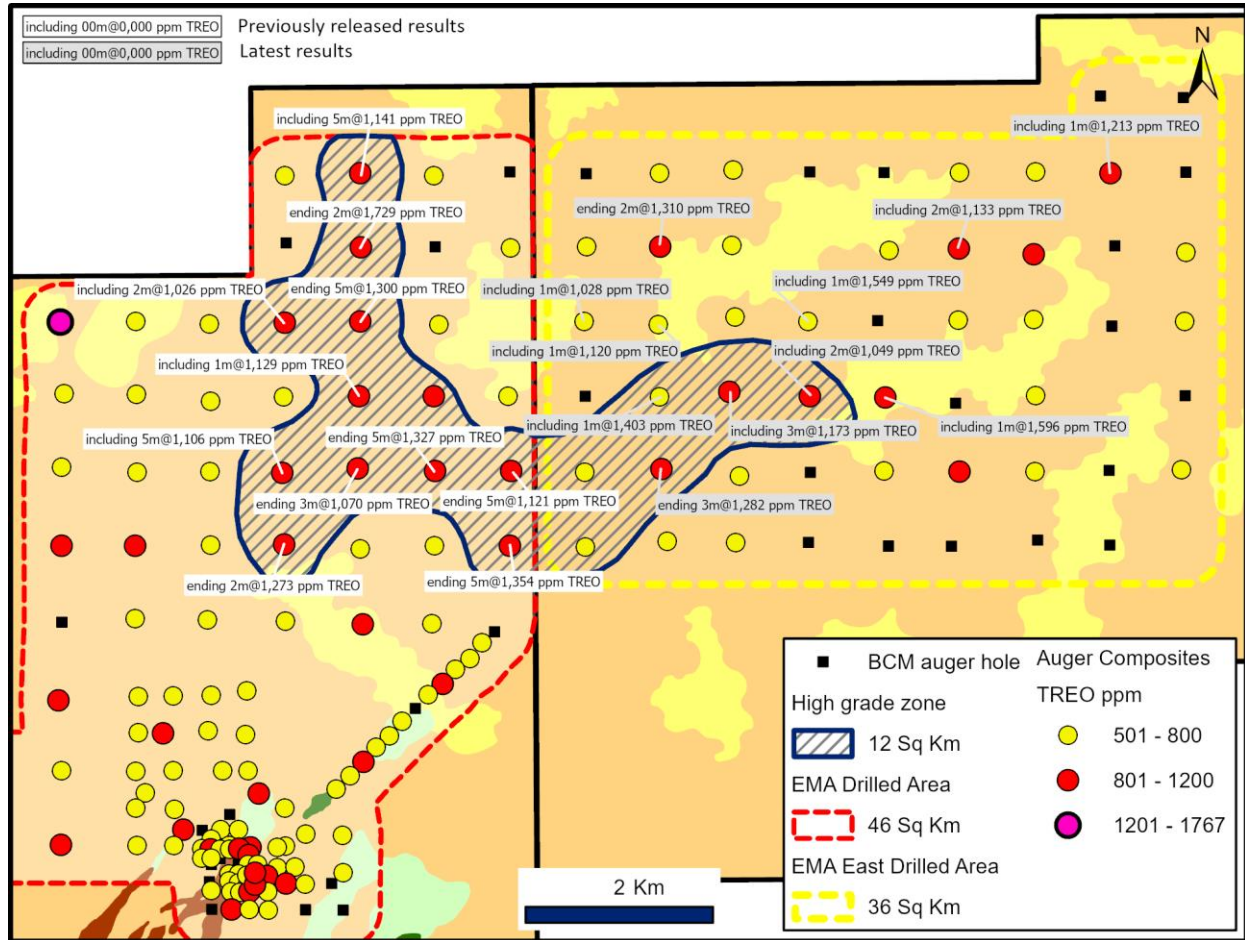 including 00m@0,000 ppm TREO Previously released results
including 00m@0,000 ppm TREO Latest results
N
including 5m@1,141 ppm TREO
including 1m@1,213 ppm TREO
ending 2m@1,729 ppm TREO
ending 2m@1,310 ppm TREO
including 2m@1,133 ppm TREO
including 2m@1,026 ppm TREO
ending 5m@1,300 ppm TREO
including 1m@1,028 ppm TREO
including 1m@1,549 ppm TREO
including 1m@1,129 ppm TREO
including 1m@1,120 ppm TREO
including 2m@1,049 ppm TREO
including 5m@1,106 ppm TREO
ending 5m@1,327 ppm TREO
including 1m@1,403 ppm TREO
including 3m@1,173 ppm TREO
including 1m@1,596 ppm TREO
ending 3m@1,070 ppm TREO
ending 5m@1,121 ppm TREO
ending 3m@1,282 ppm TREO
ending 2m@1,273 ppm TREO
ending 5m@1,354 ppm TREO
BCM auger hole
High grade zone
12 Sq Km
EMA Drilled Area
46 Sq Km
EMA East Drilled Area
36 Sq Km
Auger Composites
TREO ppm
501 - 800
801 - 1200
1201 - 1767
2 Km